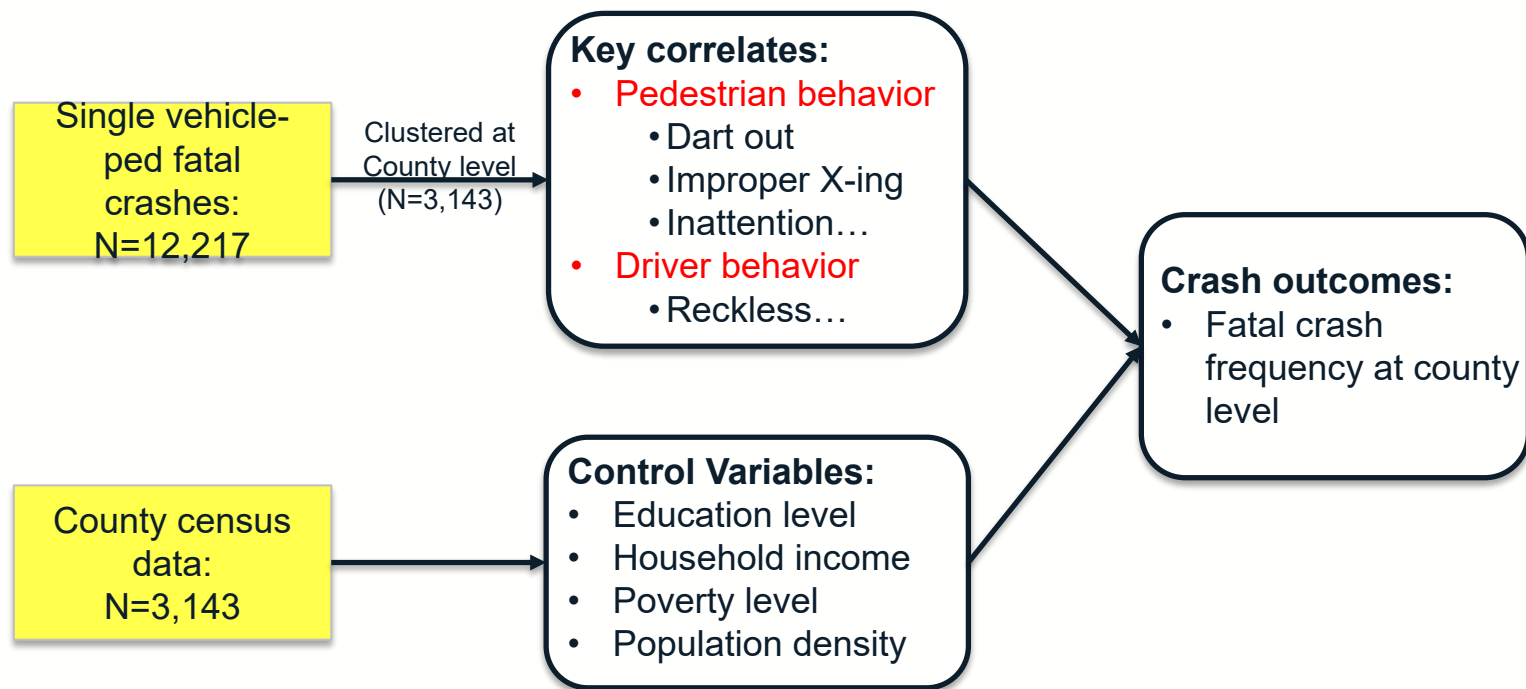 Single vehicle-
ped fatal
crashes:
N=12,217
Clustered at
County level
(N=3,143)
Key correlates:
• Pedestrian behavior
• Dart out
• Improper X-ing
• Inattention…
• Driver behavior
• Reckless…
Crash outcomes:
• Fatal crash
frequency at county
level
County census
data:
N=3,143
Control Variables:
• Education level
• Household income
• Poverty level
• Population density